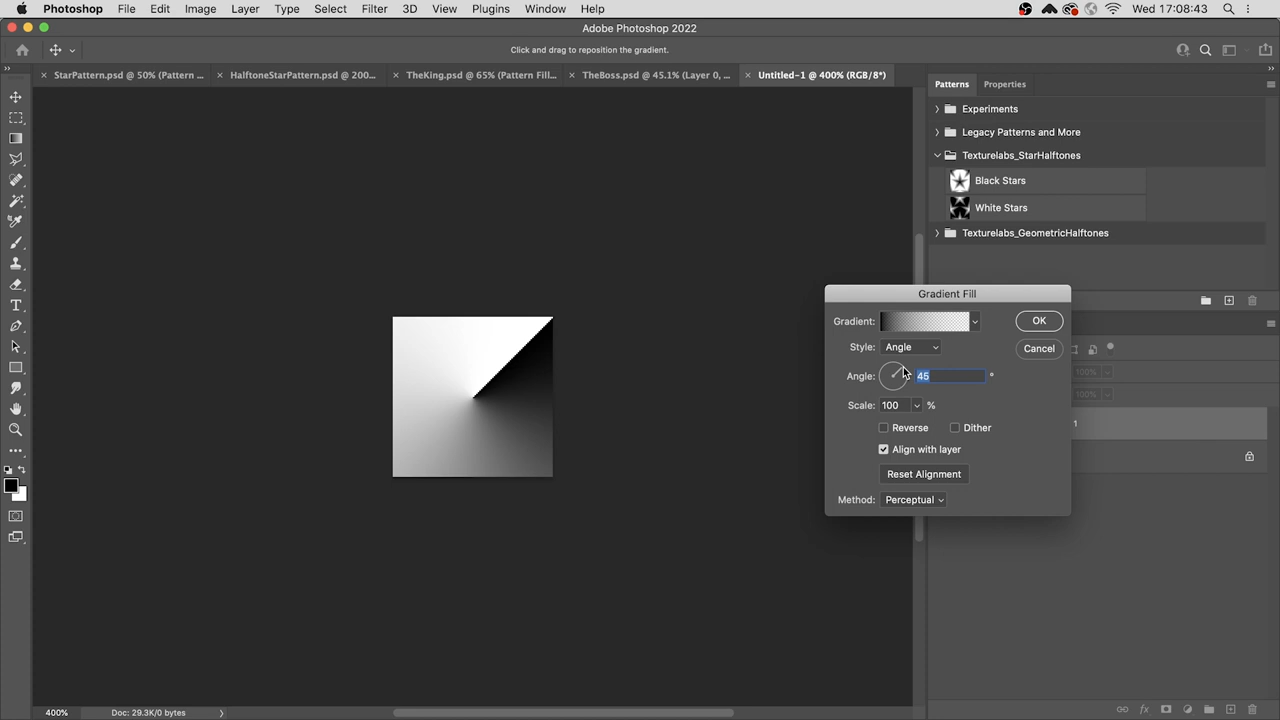 Photoshop File Edit Image Layer Type Select Filter 3D View Plugins Window Help Wed 17:08:43
Adobe Photoshop 2022
Click and drag to reposition the gradient.
StarPattern.psd @ 50% (Pattern ... HalftoneStarPattern.psd @ 200... TheKing.psd @ 65% (Pattern Fill... TheBoss.psd @ 45.1% (Layer 0, ... Untitled-1 @ 400% (RGB/8*)
Patterns Properties
Experiments
Legacy Patterns and More
Texturelabs_StarHalftones
Black Stars
White Stars
Texturelabs_GeometricHalftones
Gradient Fill
Gradient: OK
Style: Angle Cancel
Angle: 45 °
Scale: 100 %
Reverse Dither
Align with layer
Reset Alignment
Method: Perceptual
100%
100%
1
400% Doc: 29.3K/0 bytes